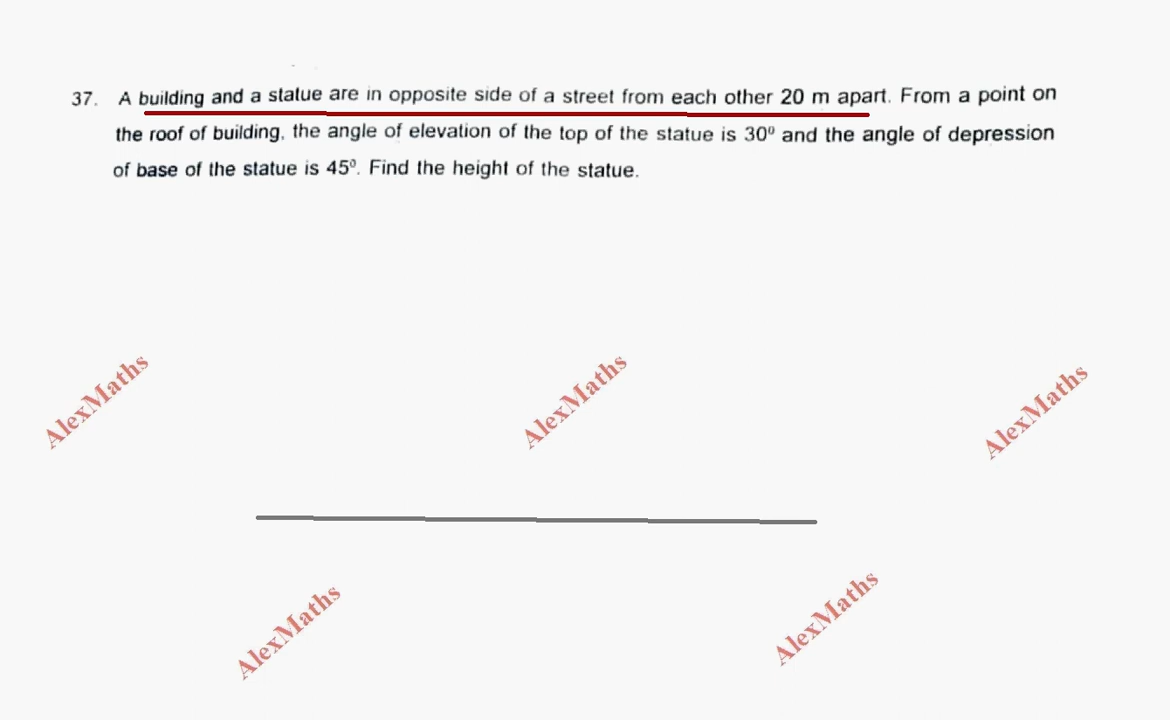 37. A building and a statue are in opposite side of a street from each other 20 m apart. From a point on
the roof of building, the angle of elevation of the top of the statue is 30⁰ and the angle of depression
of base of the statue is 45⁰. Find the height of the statue.
AlexMaths
AlexMaths
AlexMaths
AlexMaths
AlexMaths